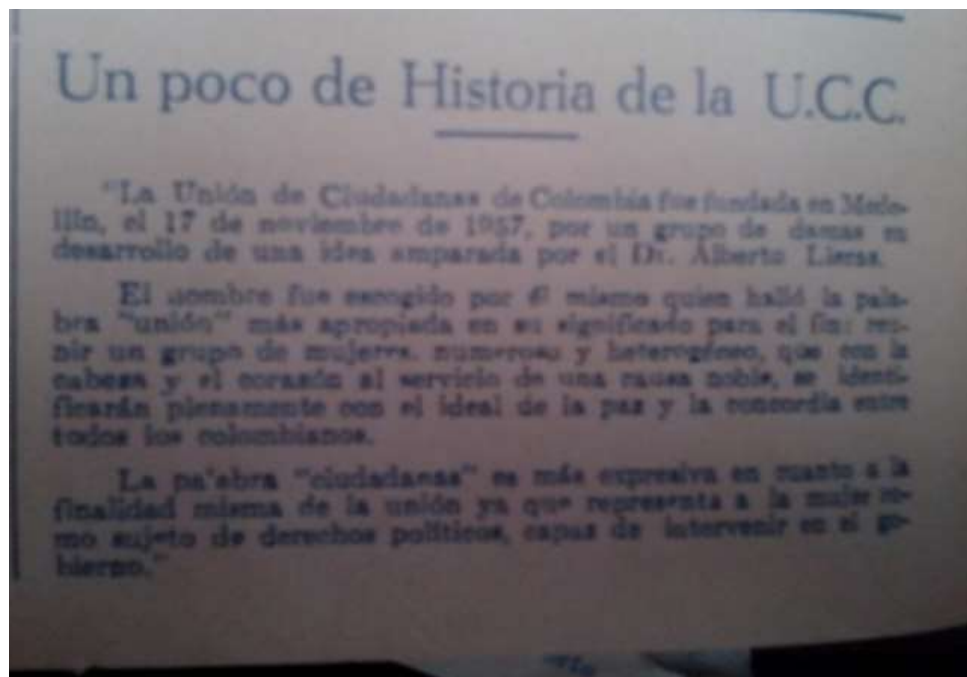 Un poco de Historia de la U.C.C.
"La Unión de Ciudadanas de Colombia fue fundada en Mede-
llín, el 17 de noviembre de 1957, por un grupo de damas en
desarrollo de una idea amparada por el Dr. Alberto Lleras.
El nombre fue escogido por él mismo quien halló la pala-
bra "unión" más apropiada en su significado para el fin: reu-
nir un grupo de mujeres, numeroso y heterogéneo, que con la
cabeza y el corazón al servicio de una causa noble, se identi-
ficarán plenamente con el ideal de la paz y la concordia entre
todos los colombianos.
La pa'abra "ciudadanas" es más expresiva en cuanto a la
finalidad misma de la unión ya que representa a la mujer co-
mo sujeto de derechos políticos, capaz de intervenir en el go-
bierno."